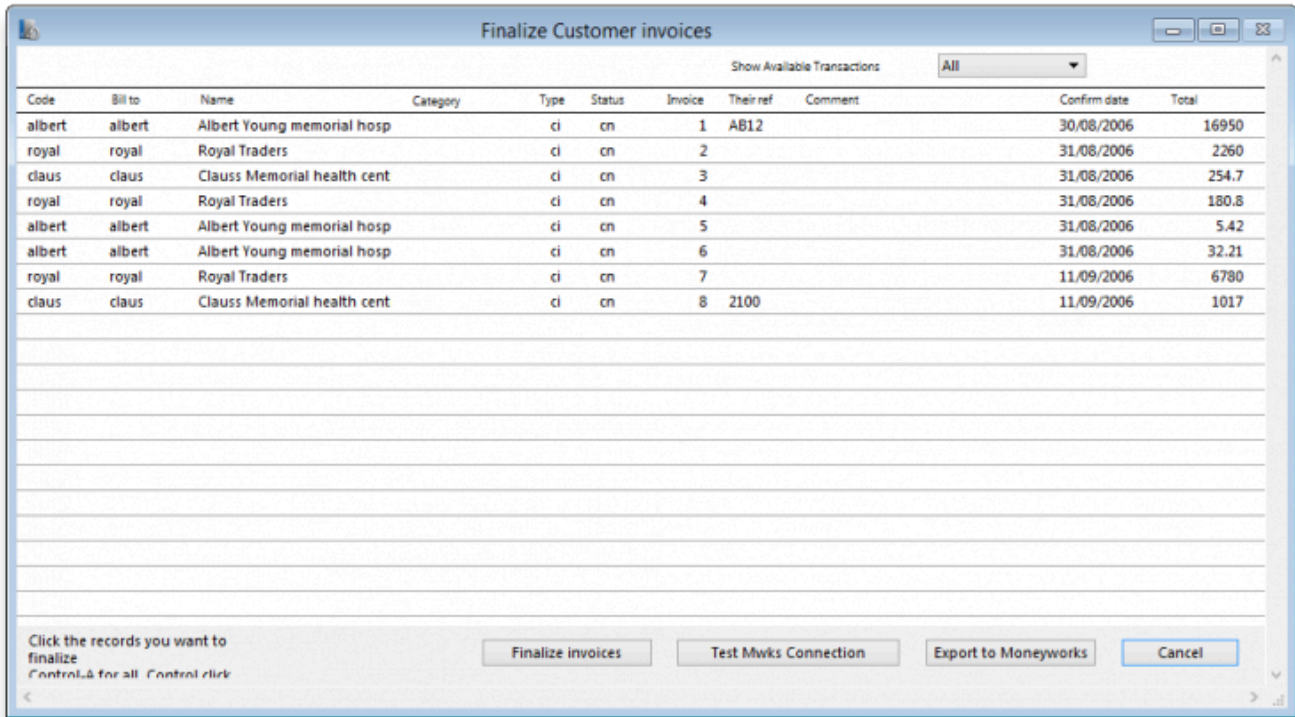 Finalize Customer invoices
Show Available Transactions All
Code Bill to Name Category Type Status Invoice Their ref Comment Confirm date Total
albert albert Albert Young memorial hosp ci cn 1 AB12 30/08/2006 16950
royal royal Royal Traders ci cn 2 31/08/2006 2260
claus claus Clauss Memorial health cent ci cn 3 31/08/2006 254.7
royal royal Royal Traders ci cn 4 31/08/2006 180.8
albert albert Albert Young memorial hosp ci cn 5 31/08/2006 5.42
albert albert Albert Young memorial hosp ci cn 6 31/08/2006 32.21
royal royal Royal Traders ci cn 7 11/09/2006 6780
claus claus Clauss Memorial health cent ci cn 8 2100 11/09/2006 1017
Click the records you want to
finalize
Control-A for all Control click
Finalize invoices Test Mwks Connection Export to Moneyworks Cancel